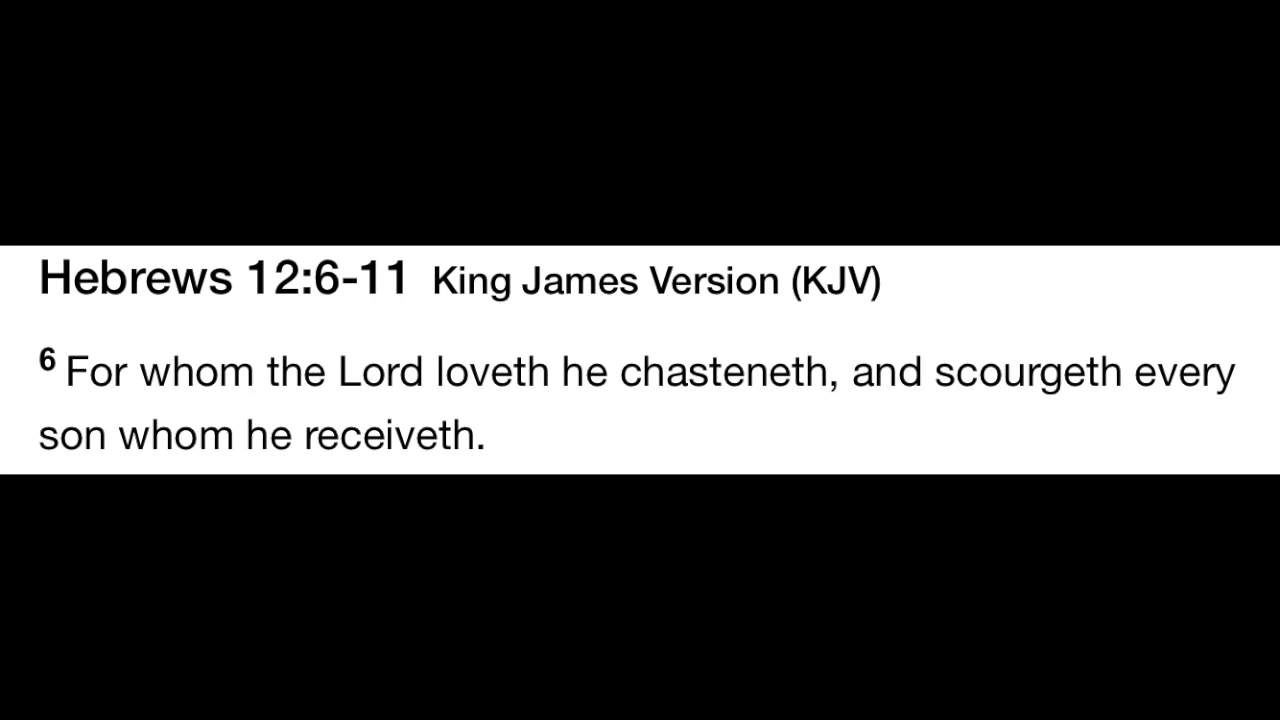 Hebrews 12:6-11 King James Version (KJV)
6 For whom the Lord loveth he chasteneth, and scourgeth every
son whom he receiveth.